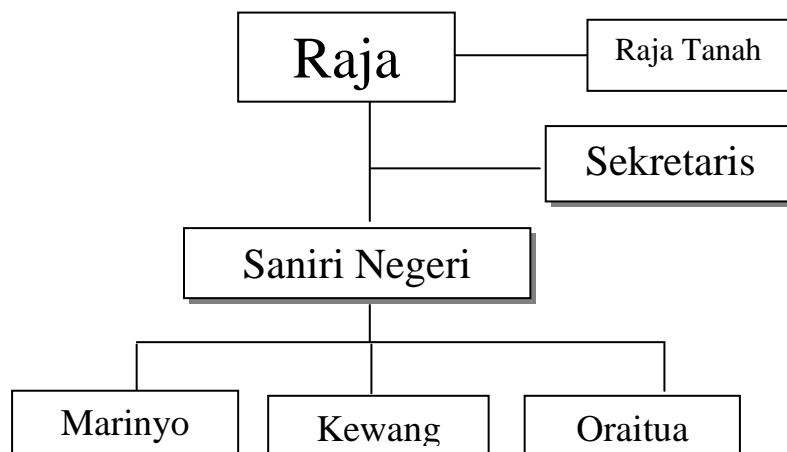 Raja
Raja Tanah
Sekretaris
Saniri Negeri
Marinyo
Kewang
Oraitua